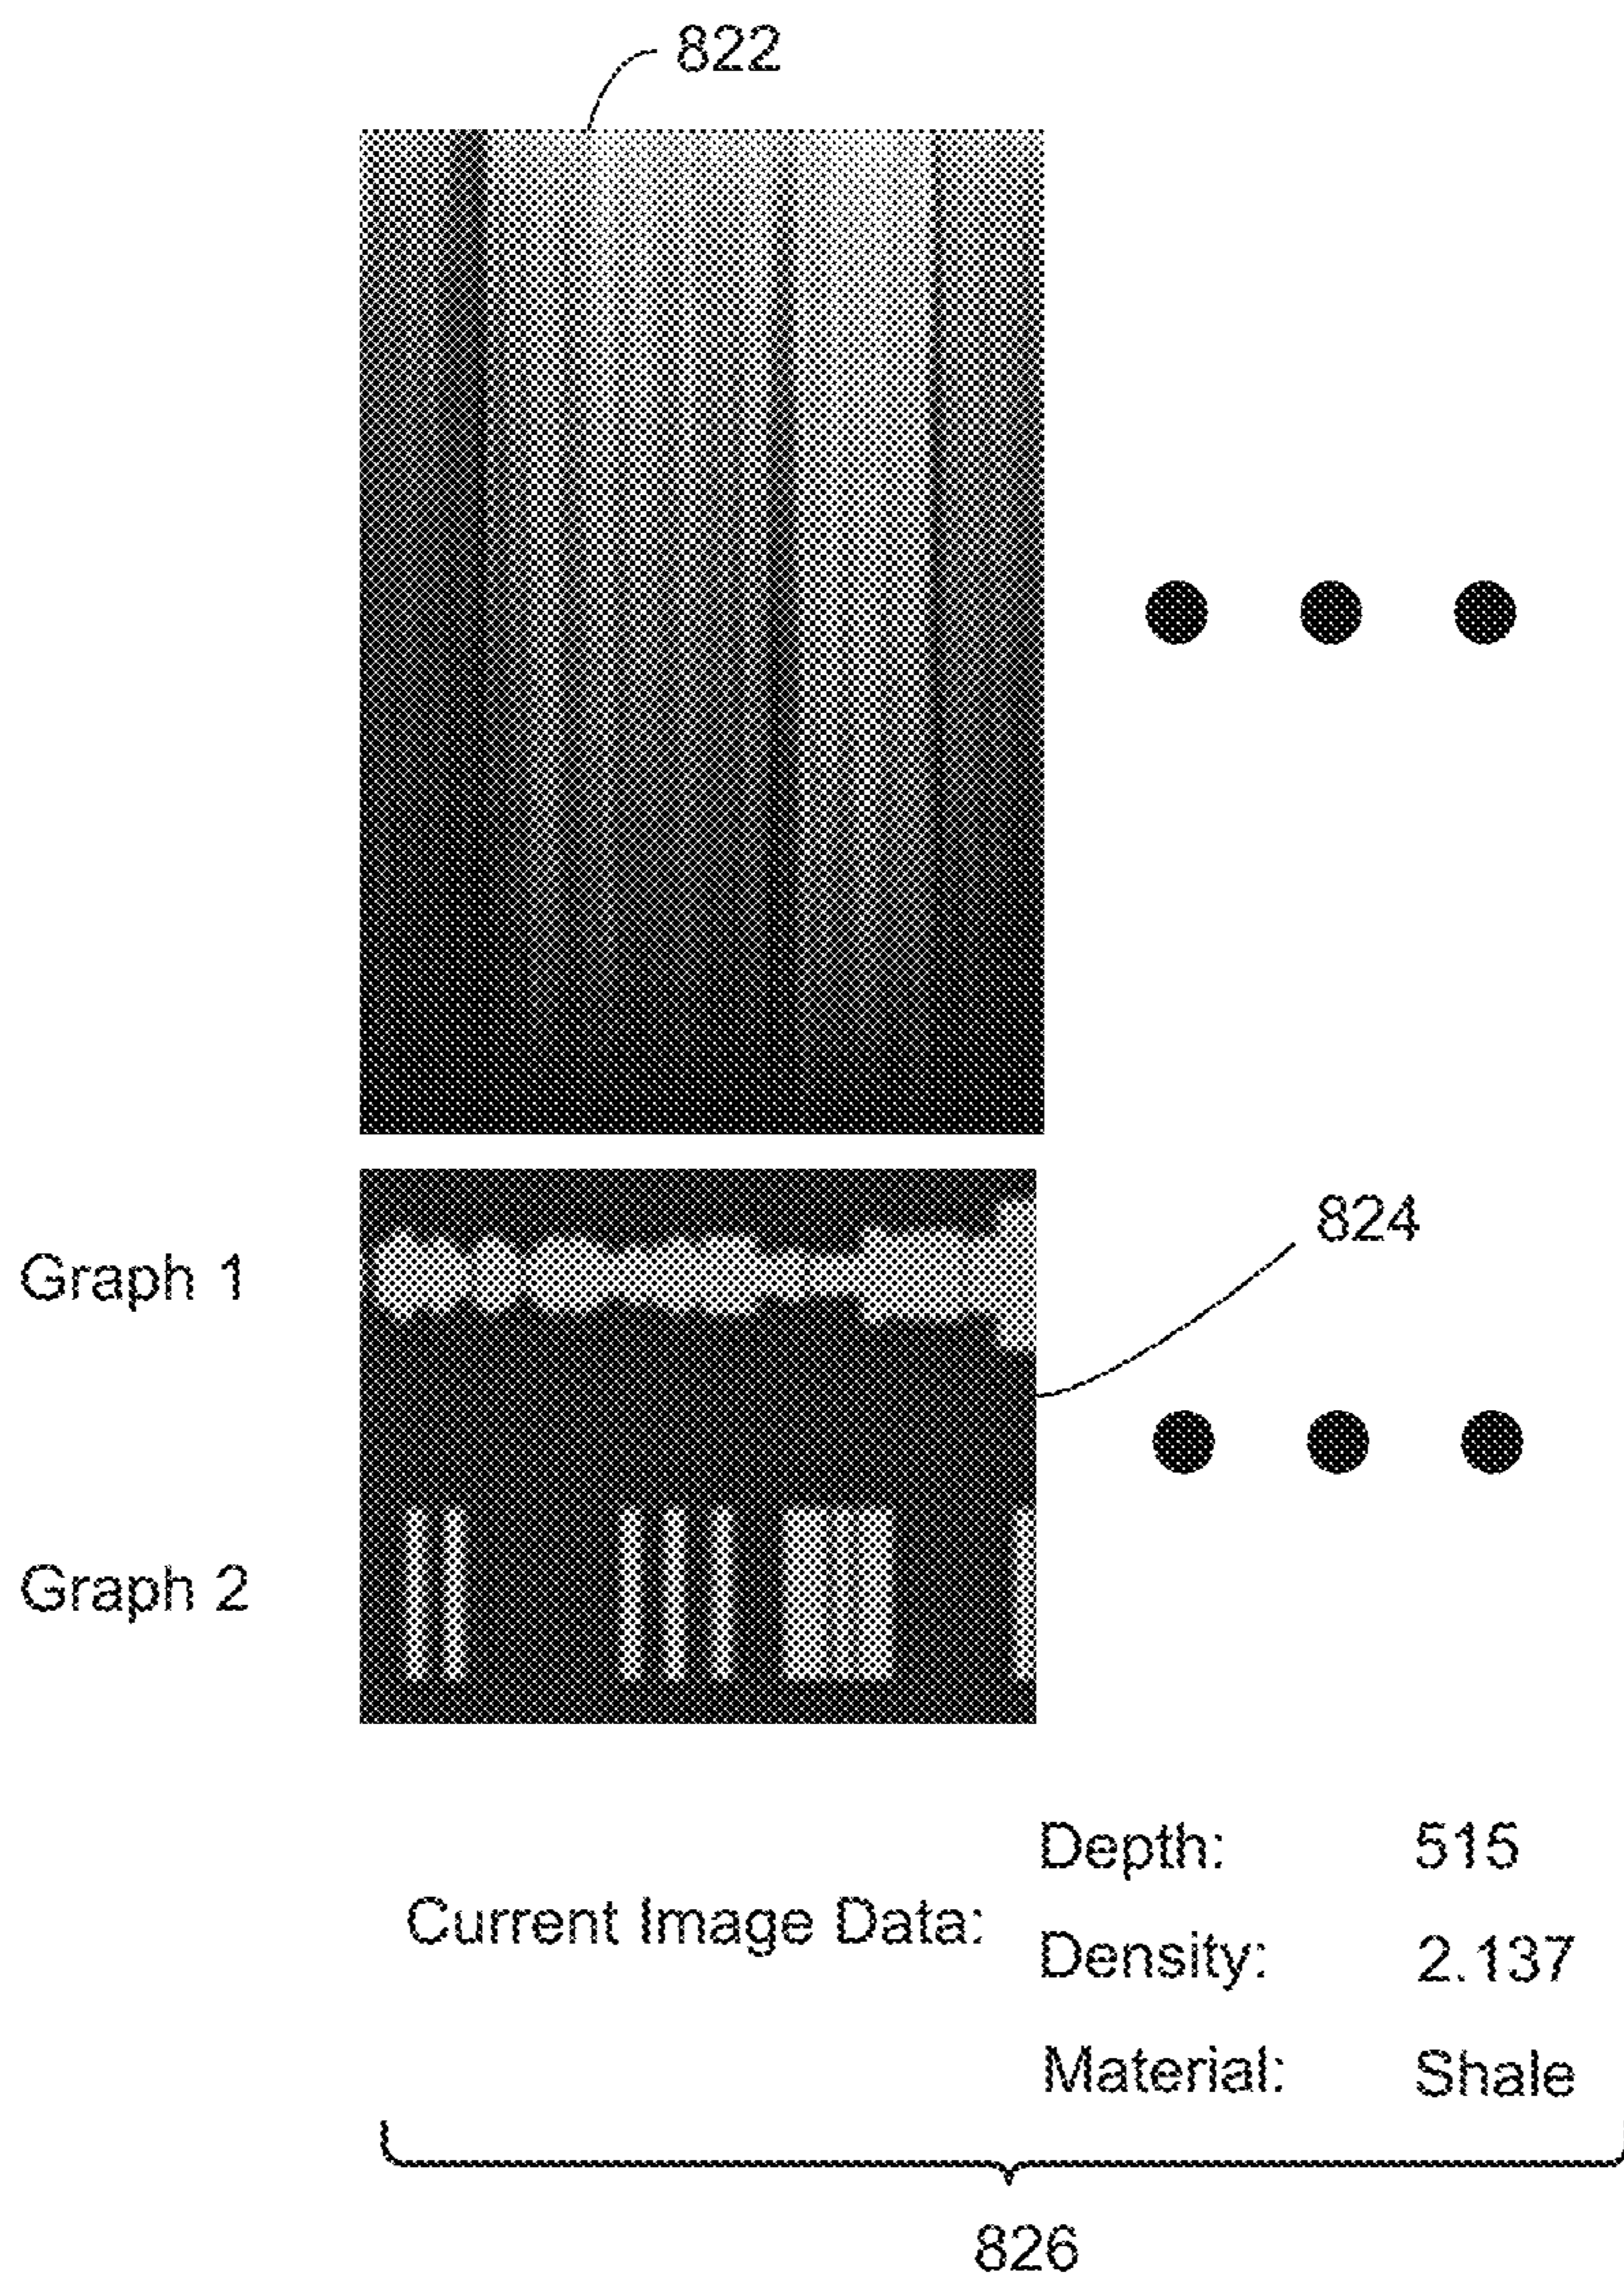 822
824
Graph 1
Graph 2
Current Image Data:
Depth: 515
Density: 2.137
Material: Shale
826